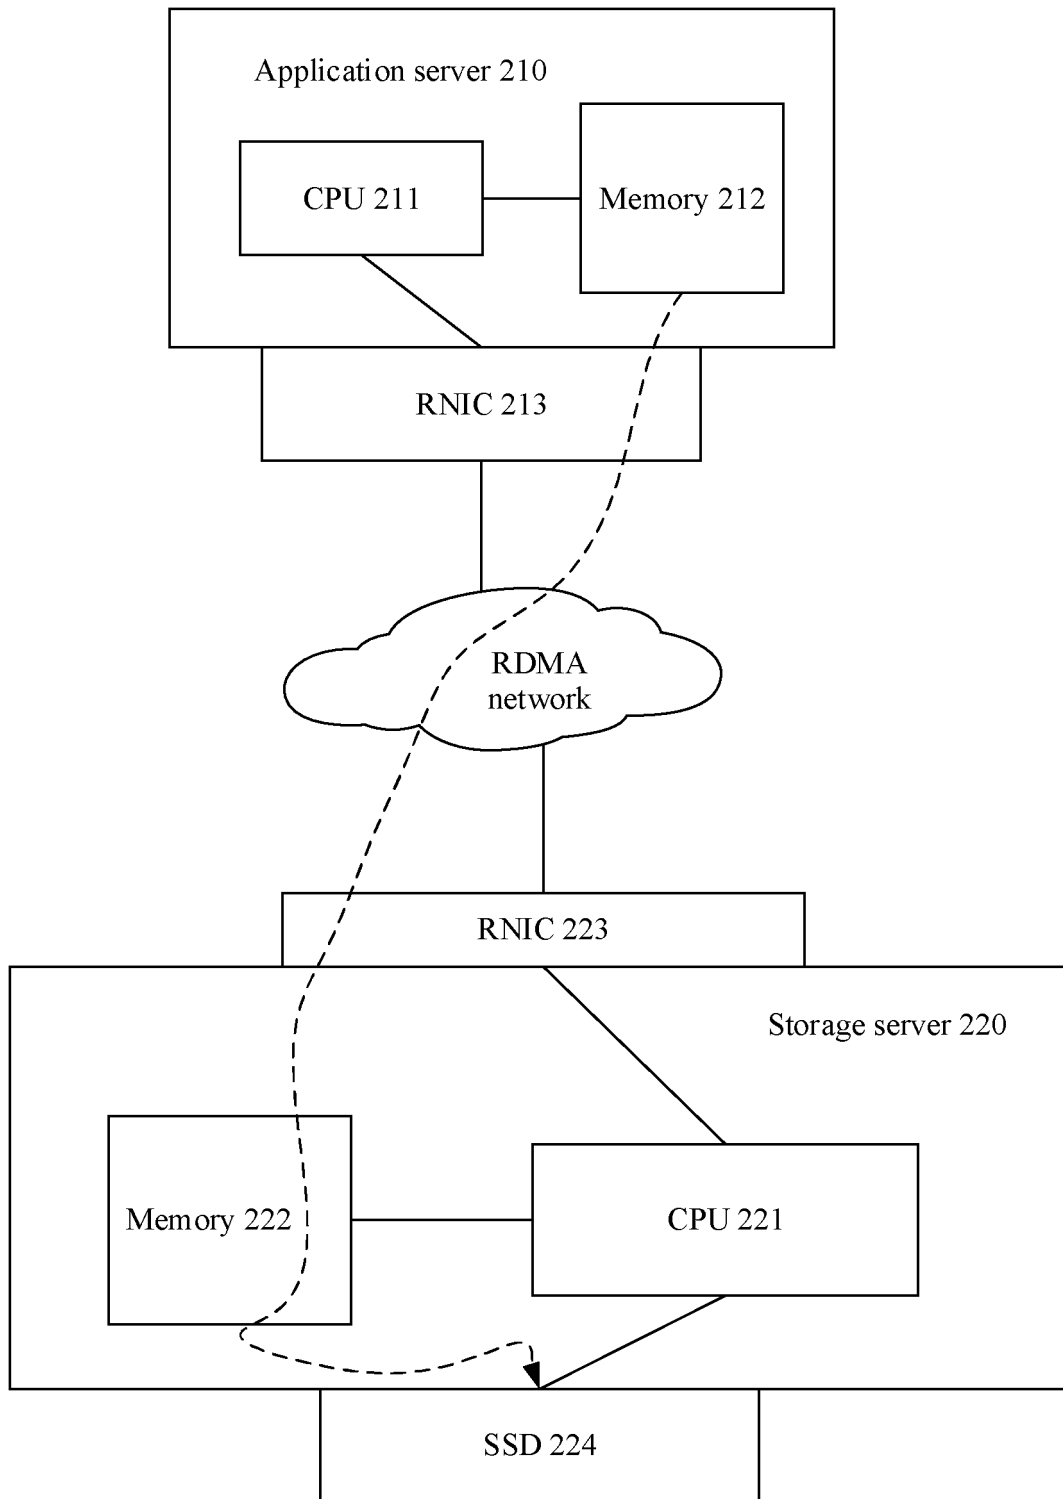 Application server 210
CPU 211
Memory 212
RNIC 213
RDMA
network
RNIC 223
Storage server 220
Memory 222
CPU 221
SSD 224